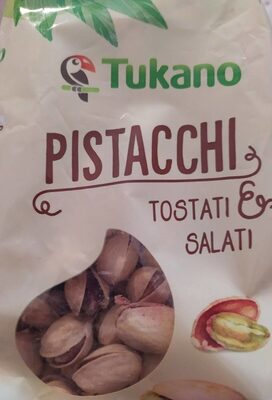 Tukano
PISTACCHI
TOSTATI &
SALATI